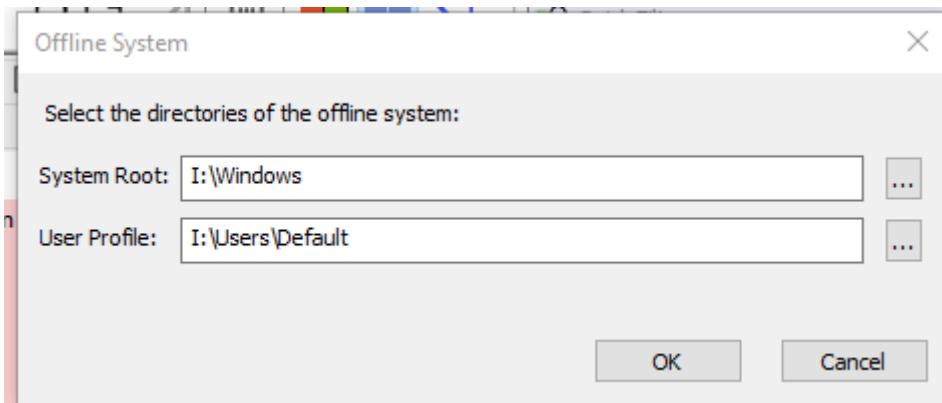 Offline System
Select the directories of the offline system:
System Root: I:\Windows ...
User Profile: I:\Users\Default ...
OK Cancel